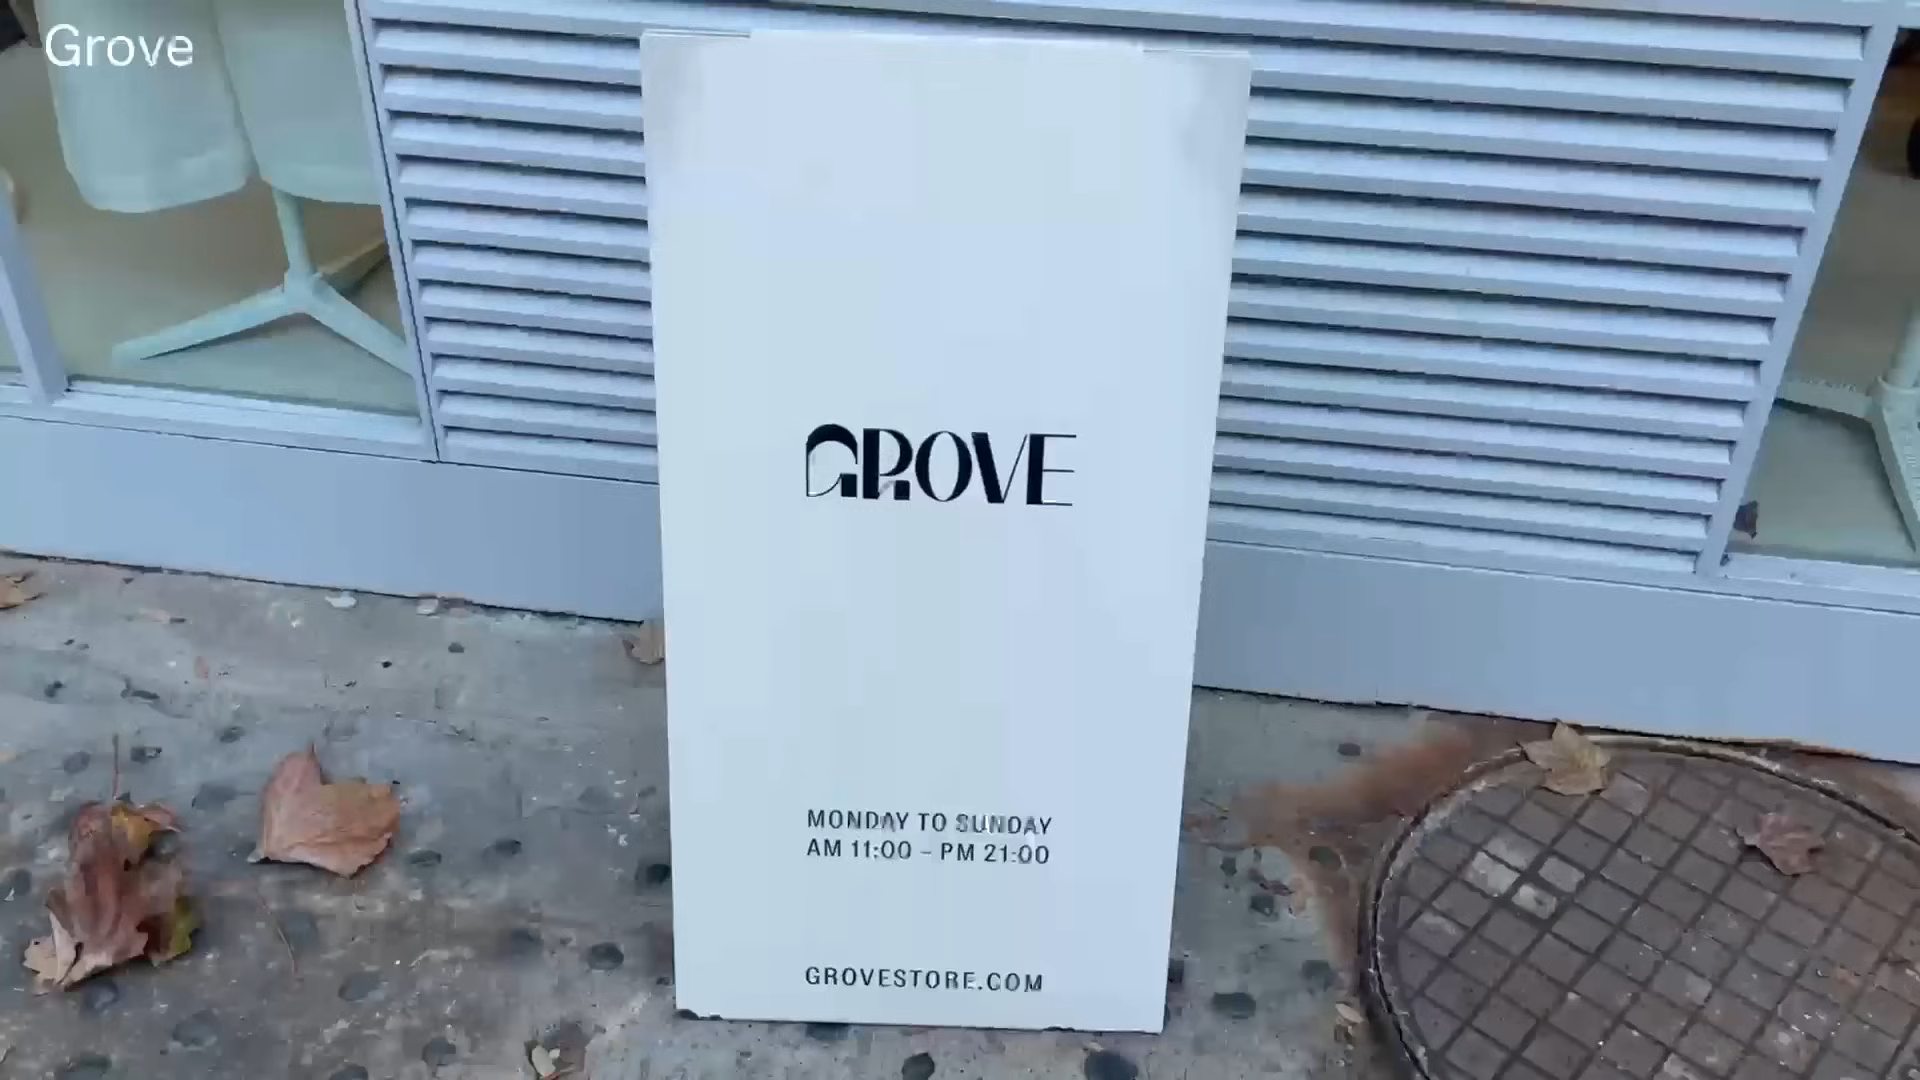 Grove
GROVE
MONDAY TO SUNDAY
AM 11:00 - PM 21:00
GROVESTORE.COM